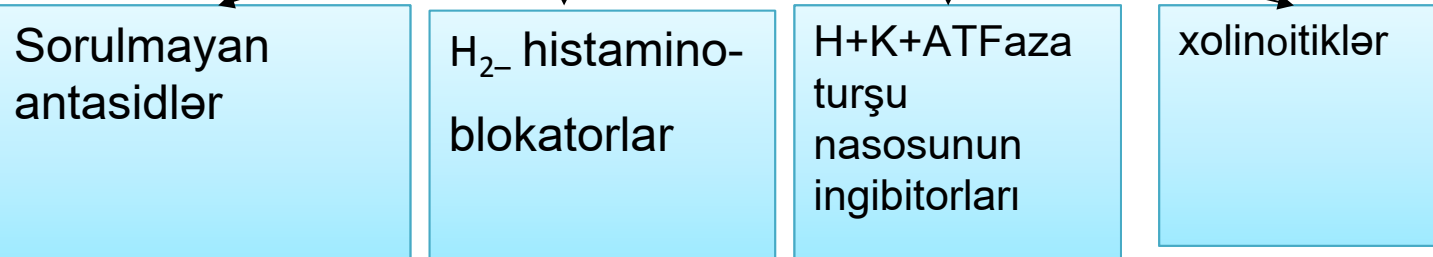 Sorulmayan
antasidlər
H₂₋ histamino-
blokatorlar
H+K+ATFaza
turşu
nasosunun
ingibitorları
xolinoitiklər